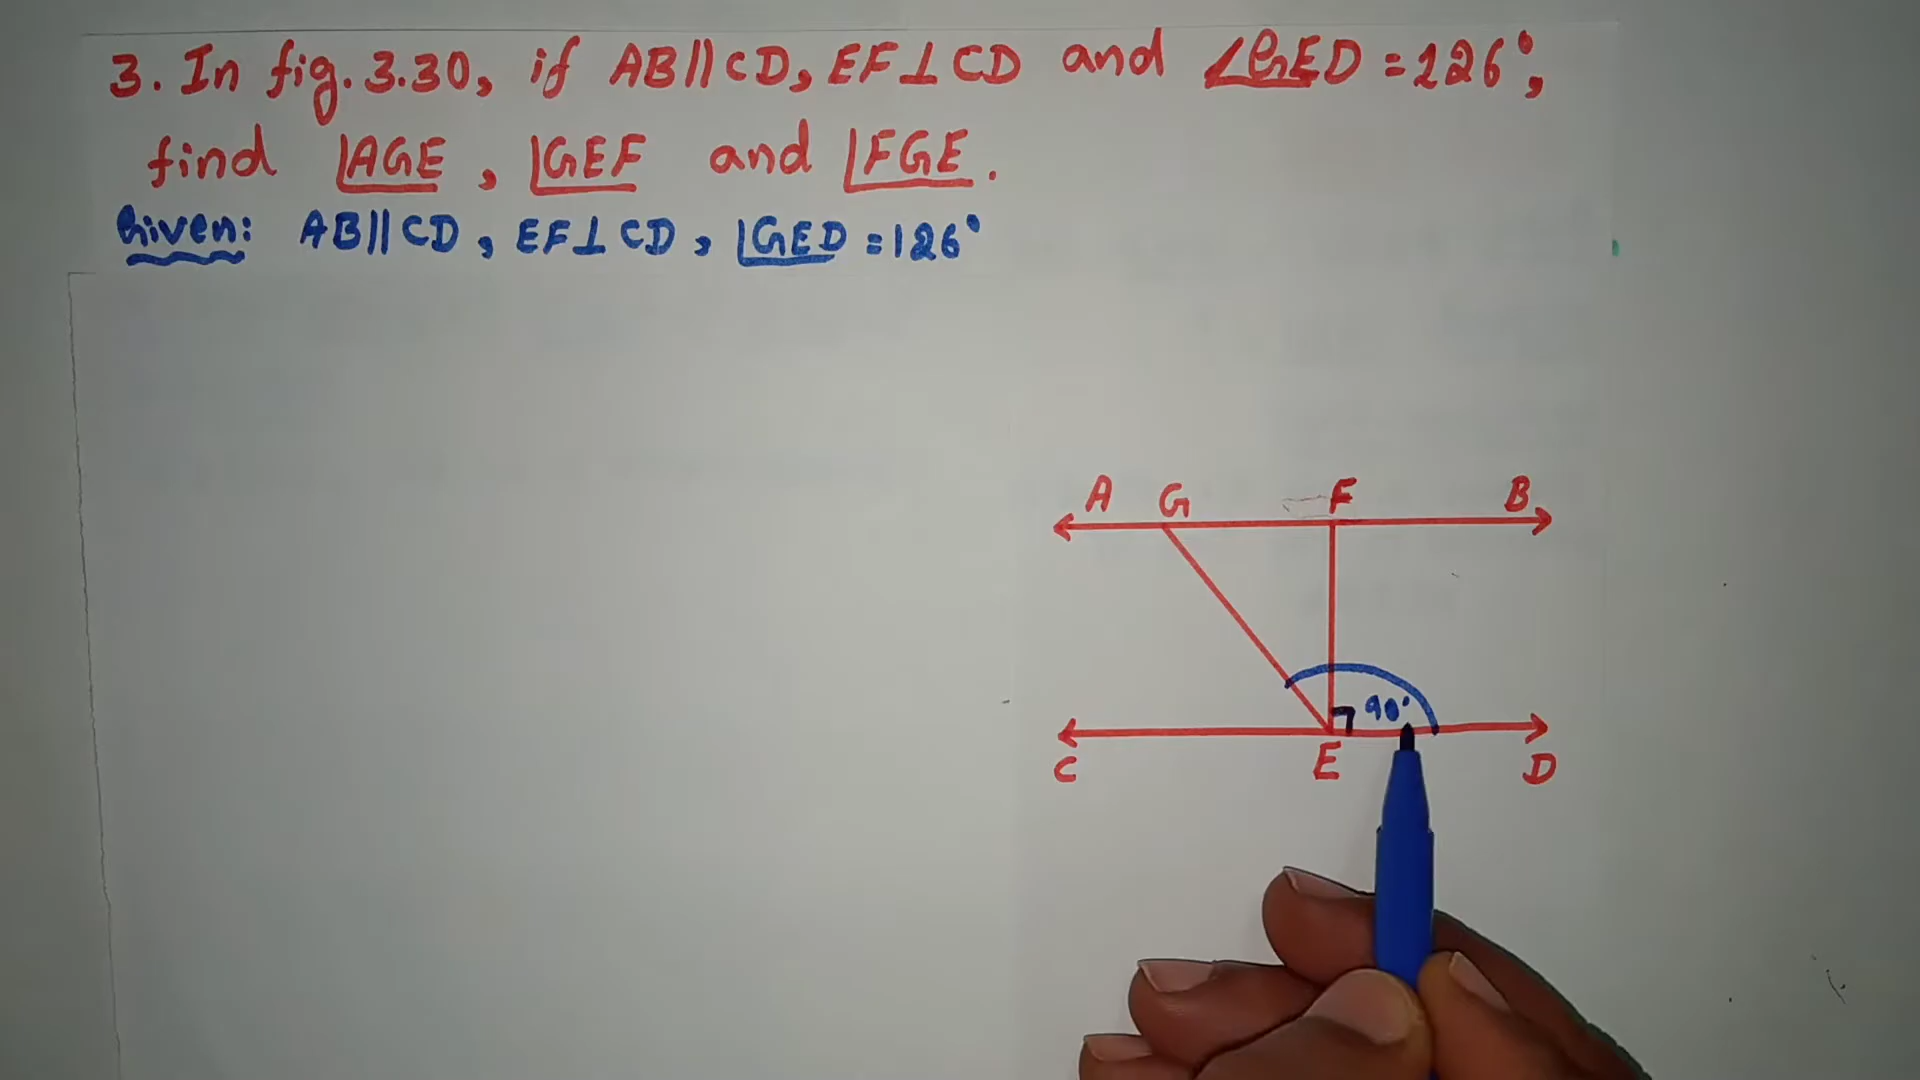 3. In fig. 3.30, if AB||CD, EF⊥CD and ∠GED = 126°,
find ∠AGE, ∠GEF and ∠FGE.
Given: AB||CD, EF⊥CD, ∠GED = 126°
A G F B
90°
C E D